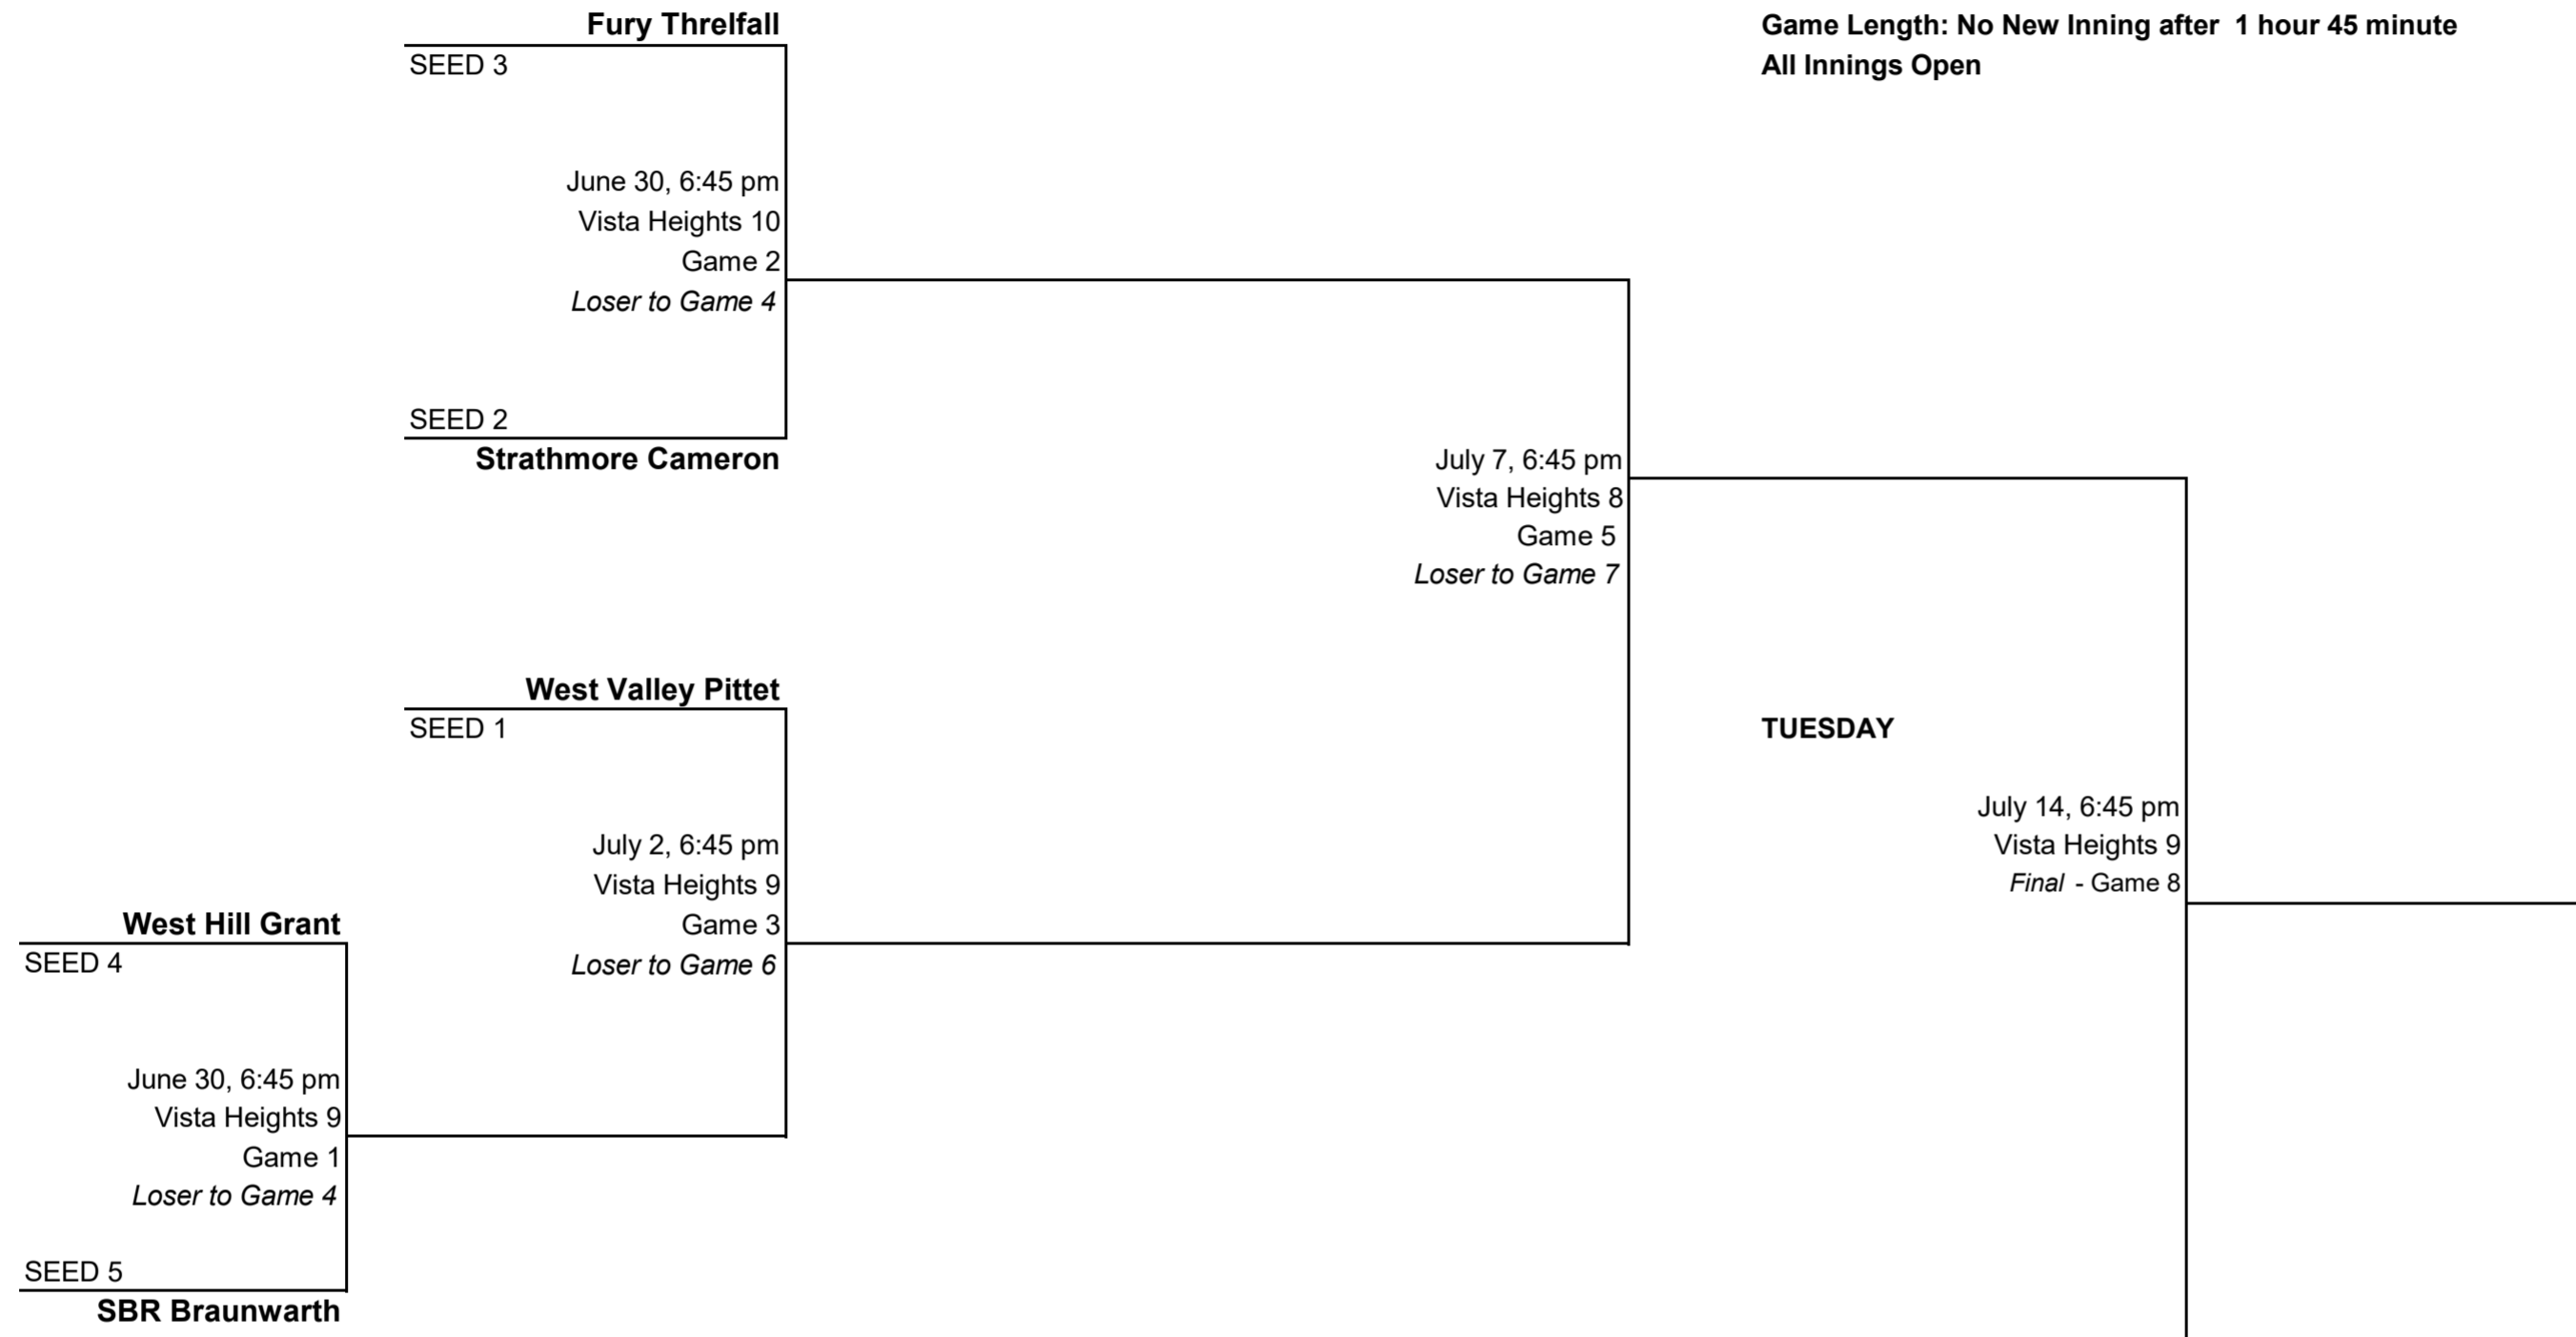 Fury Threlfall
SEED 3
June 30, 6:45 pm
Vista Heights 10
Game 2
Loser to Game 4
SEED 2
Strathmore Cameron
Game Length: No New Inning after  1 hour 45 minute
All Innings Open
July 7, 6:45 pm
Vista Heights 8
Game 5
Loser to Game 7
West Valley Pittet
SEED 1
July 2, 6:45 pm
Vista Heights 9
Game 3
Loser to Game 6
TUESDAY
July 14, 6:45 pm
Vista Heights 9
Final - Game 8
West Hill Grant
SEED 4
June 30, 6:45 pm
Vista Heights 9
Game 1
Loser to Game 4
SEED 5
SBR Braunwarth